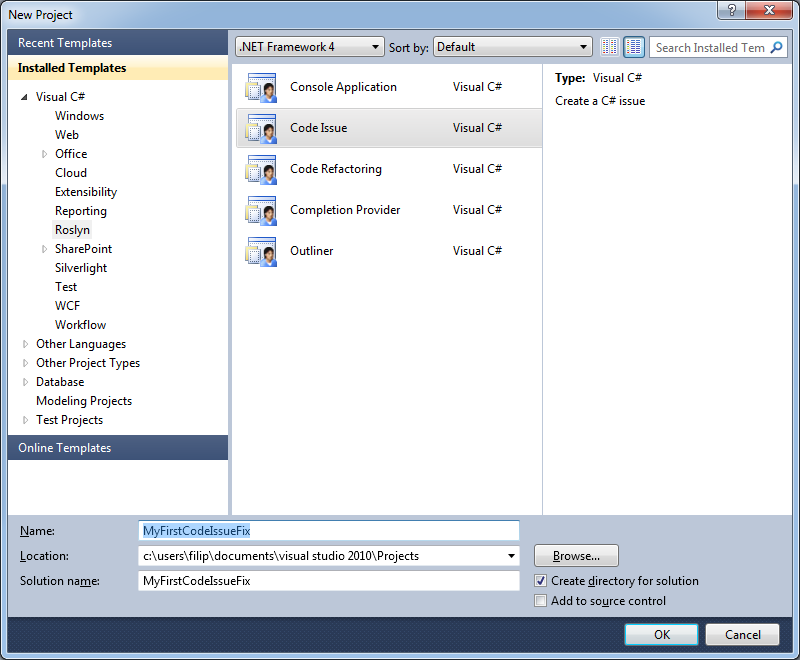 New Project
?
Recent Templates
.NET Framework 4 Sort by: Default Search Installed Tem
Installed Templates
Visual C#
Windows
Web
Office
Cloud
Extensibility
Reporting
Roslyn
SharePoint
Silverlight
Test
WCF
Workflow
Other Languages
Other Project Types
Database
Modeling Projects
Test Projects
Online Templates
Console Application Visual C#
Code Issue Visual C#
Code Refactoring Visual C#
Completion Provider Visual C#
Outliner Visual C#
Type: Visual C#
Create a C# issue
Name: MyFirstCodeIssueFix
Location: c:\users\filip\documents\visual studio 2010\Projects Browse...
Solution name: MyFirstCodeIssueFix Create directory for solution
Add to source control
OK Cancel